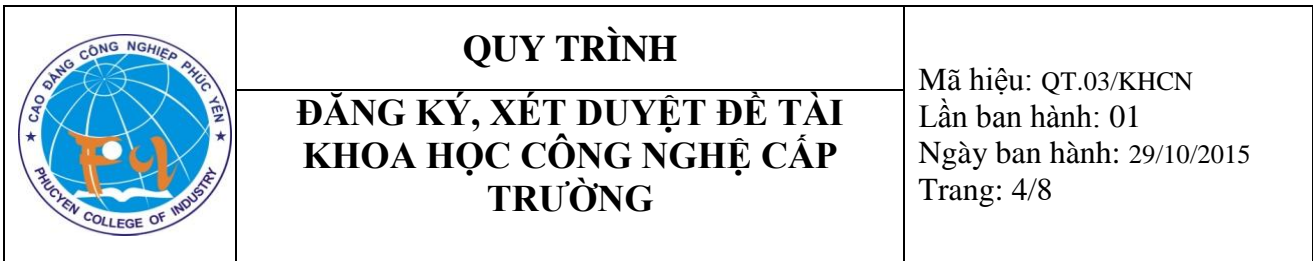 CAO ĐẲNG CÔNG NGHIỆP PHÚC YÊN
PHUCYEN COLLEGE OF INDUSTRY
QUY TRÌNH
ĐĂNG KÝ, XÉT DUYỆT ĐỀ TÀI
KHOA HỌC CÔNG NGHỆ CẤP
TRƯỜNG
Mã hiệu: QT.03/KHCN
Lần ban hành: 01
Ngày ban hành: 29/10/2015
Trang: 4/8